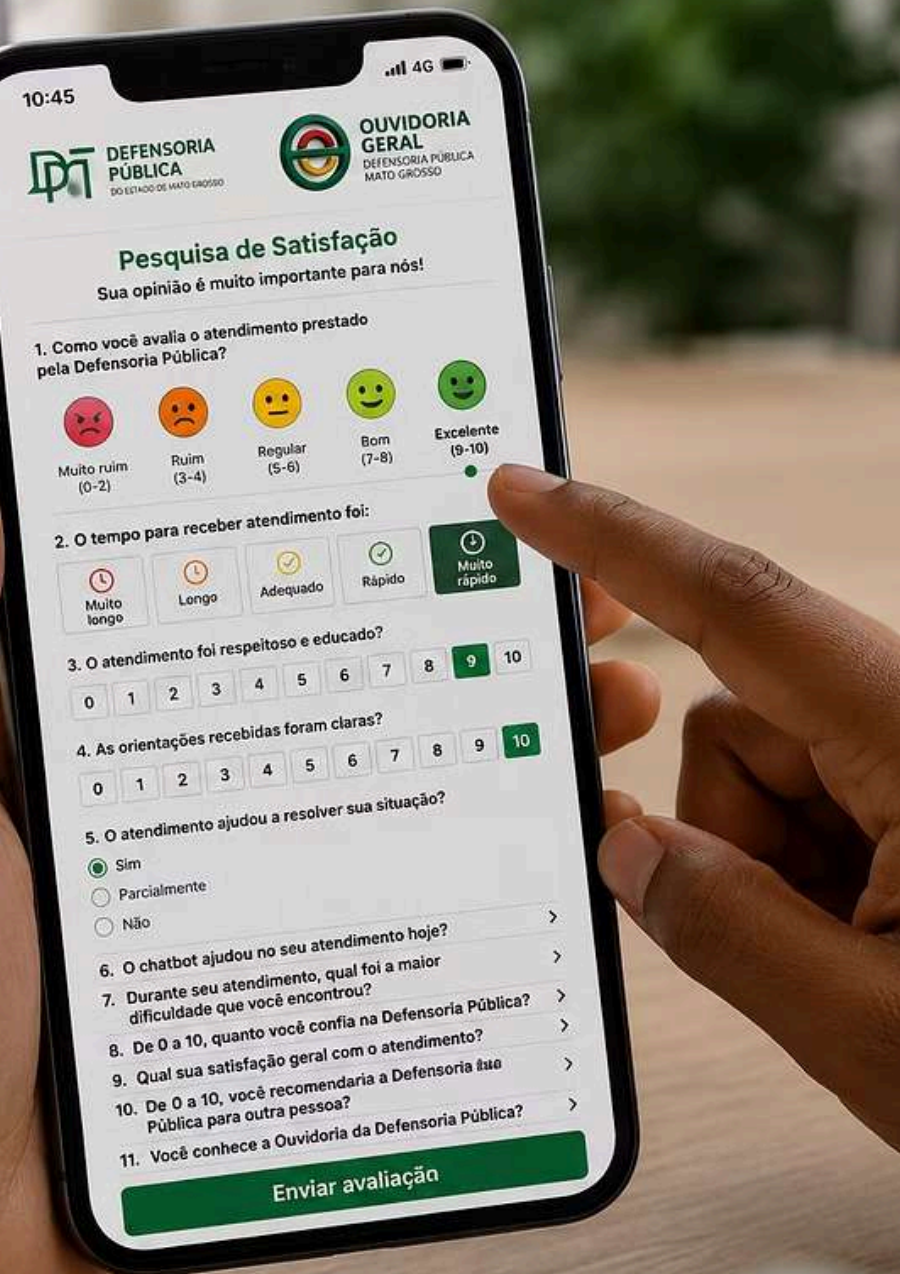 10:45
4G
DEFENSORIA
PÚBLICA
DO ESTADO DE MATO GROSSO
OUVIDORIA
GERAL
DEFENSORIA PÚBLICA
MATO GROSSO
Pesquisa de Satisfação
Sua opinião é muito importante para nós!
1. Como você avalia o atendimento prestado
pela Defensoria Pública?
Muito ruim
(0-2)
Ruim
(3-4)
Regular
(5-6)
Bom
(7-8)
Excelente
(9-10)
2. O tempo para receber atendimento foi:
Muito
longo
Longo
Adequado
Rápido
Muito
rápido
3. O atendimento foi respeitoso e educado?
0 1 2 3 4 5 6 7 8 9 10
4. As orientações recebidas foram claras?
0 1 2 3 4 5 6 7 8 9 10
5. O atendimento ajudou a resolver sua situação?
Sim
Parcialmente
Não
6. O chatbot ajudou no seu atendimento hoje?
7. Durante seu atendimento, qual foi a maior
dificuldade que você encontrou?
8. De 0 a 10, quanto você confia na Defensoria Pública?
9. Qual sua satisfação geral com o atendimento?
10. De 0 a 10, você recomendaria a Defensoria
Pública para outra pessoa?
11. Você conhece a Ouvidoria da Defensoria Pública?
Enviar avaliação